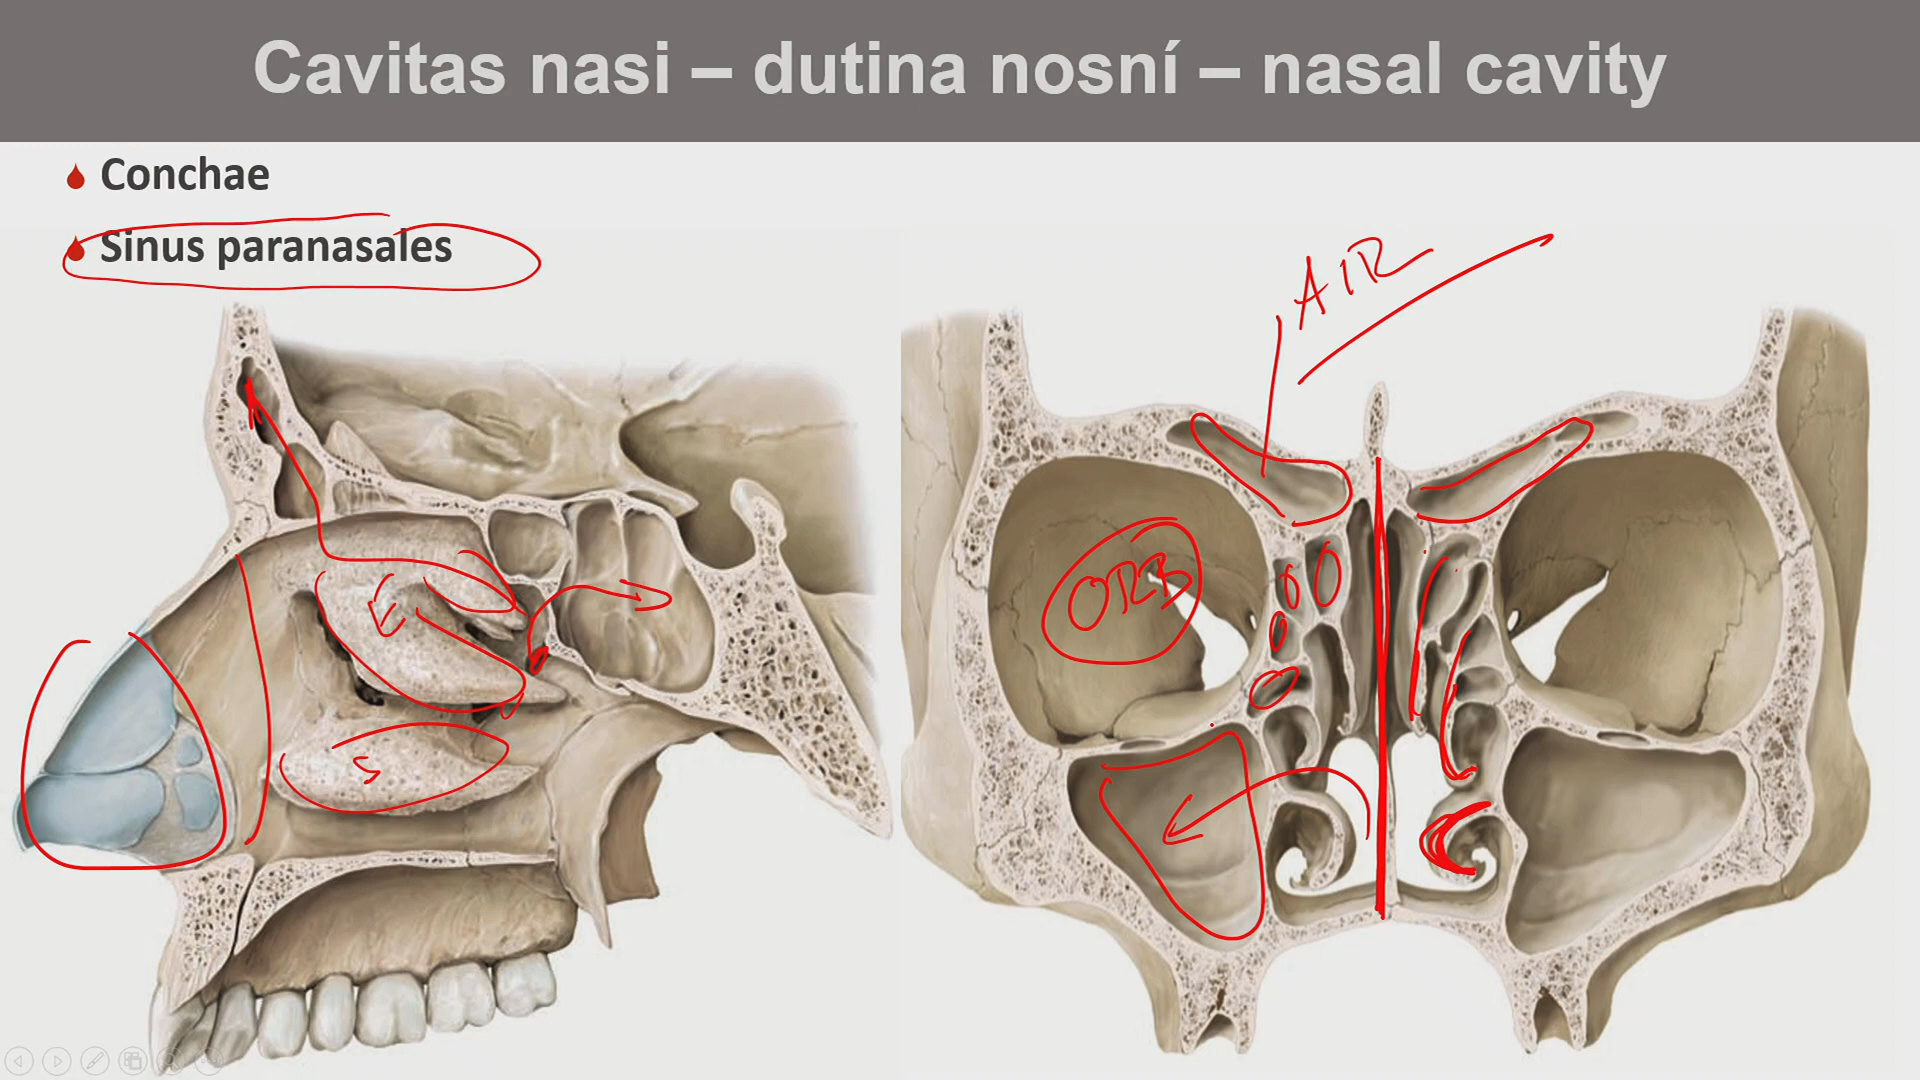 Cavitas nasi – dutina nosní – nasal cavity
Conchae
Sinus paranasales
AIR
ORB
S